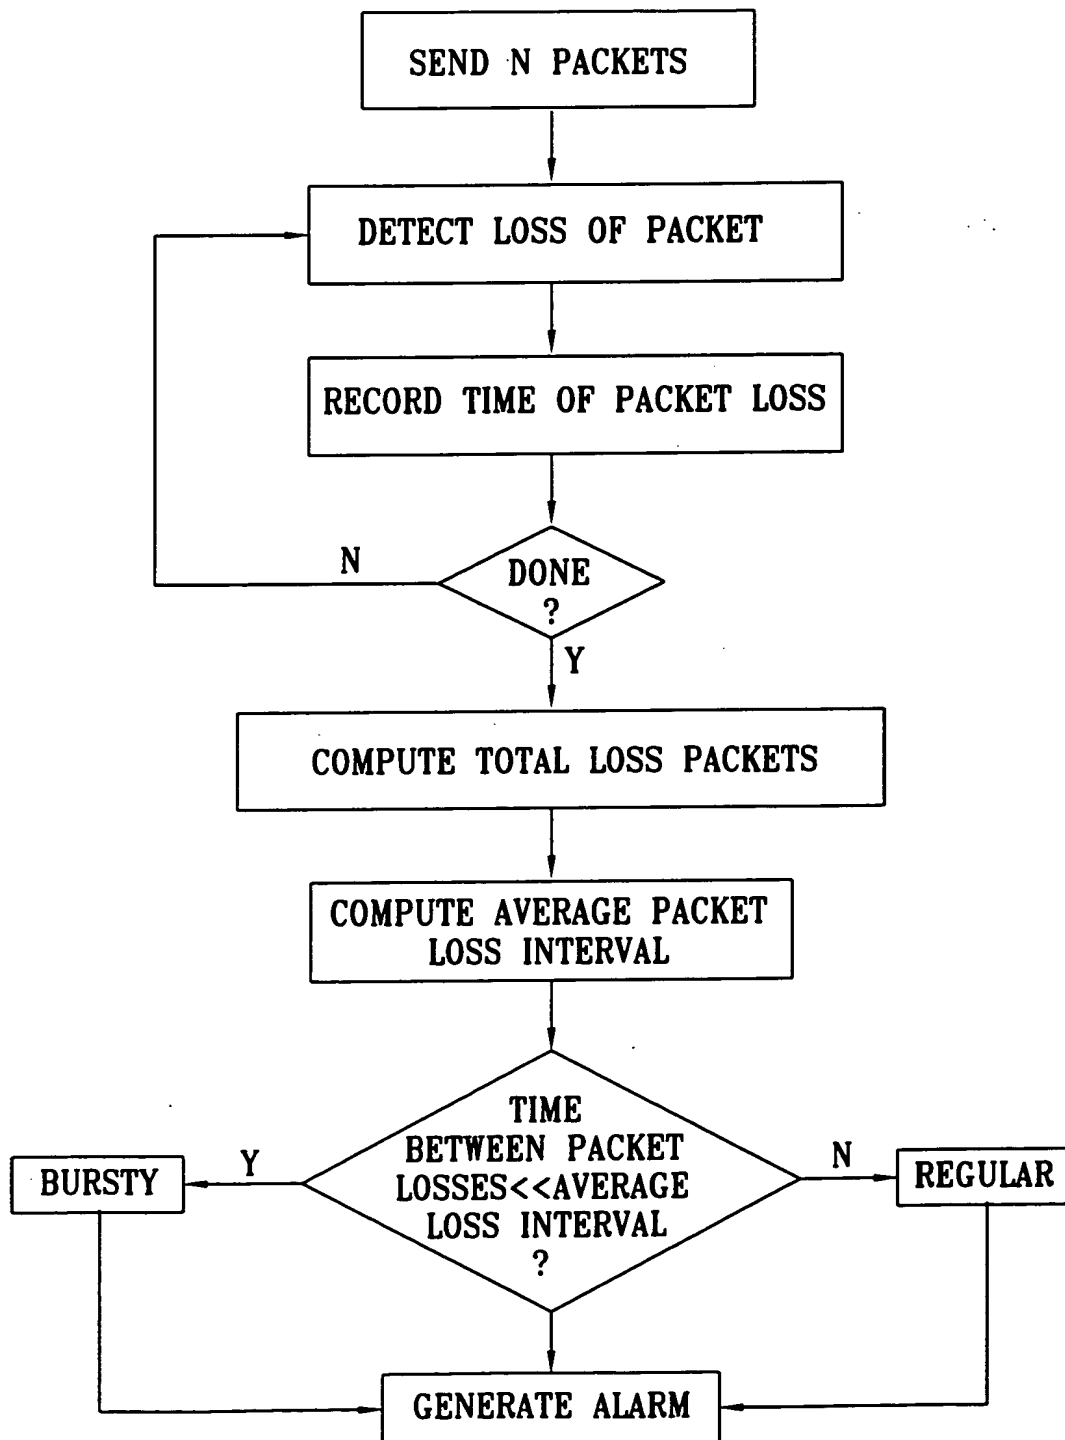 SEND N PACKETS
DETECT LOSS OF PACKET
RECORD TIME OF PACKET LOSS
DONE
?
N
Y
COMPUTE TOTAL LOSS PACKETS
COMPUTE AVERAGE PACKET
LOSS INTERVAL
TIME
BETWEEN PACKET
LOSSES<<AVERAGE
LOSS INTERVAL
?
Y
N
BURSTY
REGULAR
GENERATE ALARM